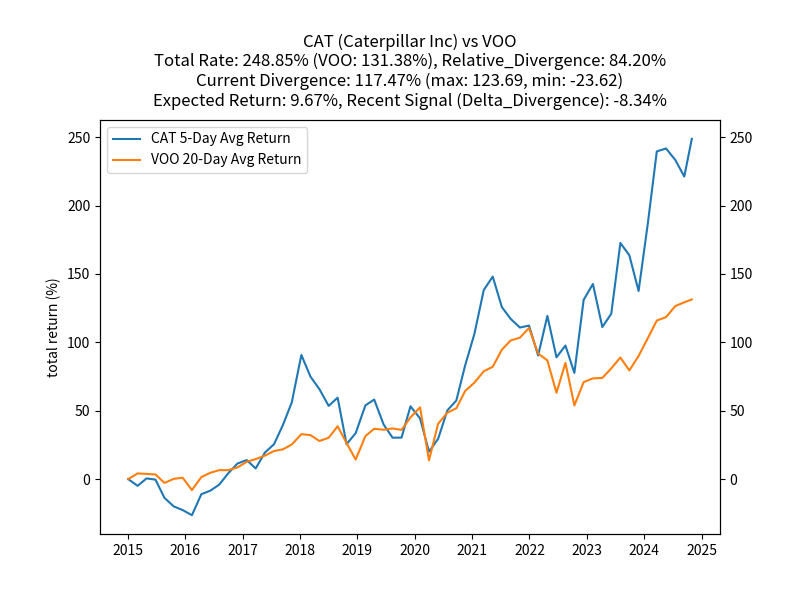 CAT (Caterpillar Inc) vs VOO
Total Rate: 248.85% (VOO: 131.38%), Relative_Divergence: 84.20%
Current Divergence: 117.47% (max: 123.69, min: -23.62)
Expected Return: 9.67%, Recent Signal (Delta_Divergence): -8.34%
CAT 5-Day Avg Return
VOO 20-Day Avg Return
total return (%)
250
200
150
100
50
0
250
200
150
100
50
0
2015 2016 2017 2018 2019 2020 2021 2022 2023 2024 2025